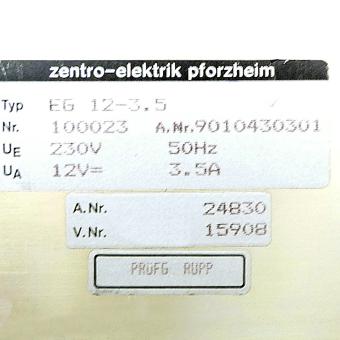 zentro-elektrik pforzheim
Typ EG 12-3.5
Nr. 100023 A.Nr.9010430301
UE 230V 50Hz
UA 12V= 3.5A
A.Nr. 24830
V.Nr. 15908
PRÜFG RUPP